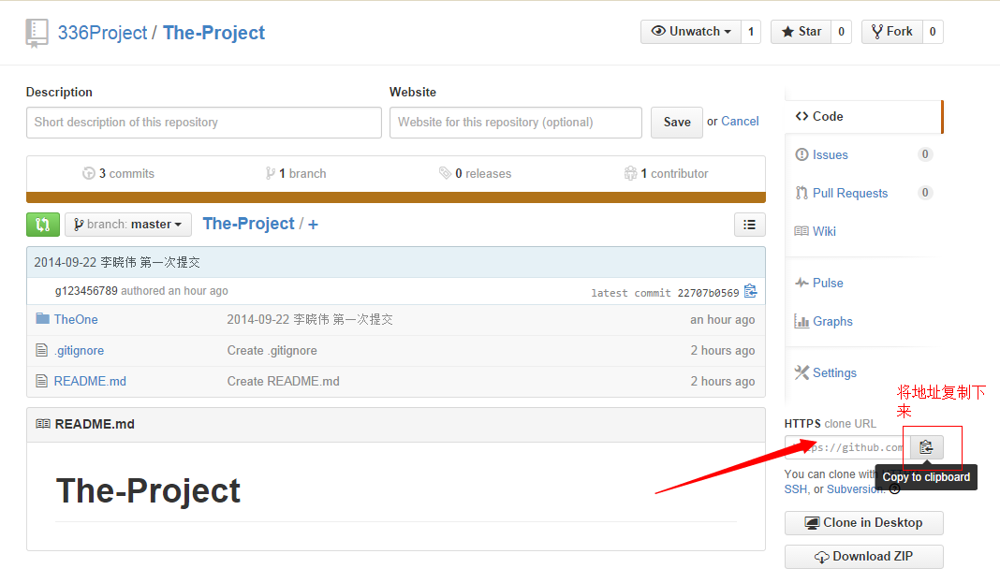 336Project / The-Project
Unwatch 1 Star 0 Fork 0
Description
Website
Short description of this repository
Website for this repository (optional)
Save or Cancel
3 commits 1 branch 0 releases 1 contributor
branch: master The-Project / +
2014-09-22 李晓伟 第一次提交
g123456789 authored an hour ago
latest commit 22707b0569
TheOne 2014-09-22 李晓伟 第一次提交 an hour ago
.gitignore Create .gitignore 2 hours ago
README.md Create README.md 2 hours ago
README.md
The-Project
Code
Issues 0
Pull Requests 0
Wiki
Pulse
Graphs
Settings
将地址复制下
来
HTTPS clone URL
ps://github.com
Copy to clipboard
You can clone with
SSH, or Subversion.
Clone in Desktop
Download ZIP